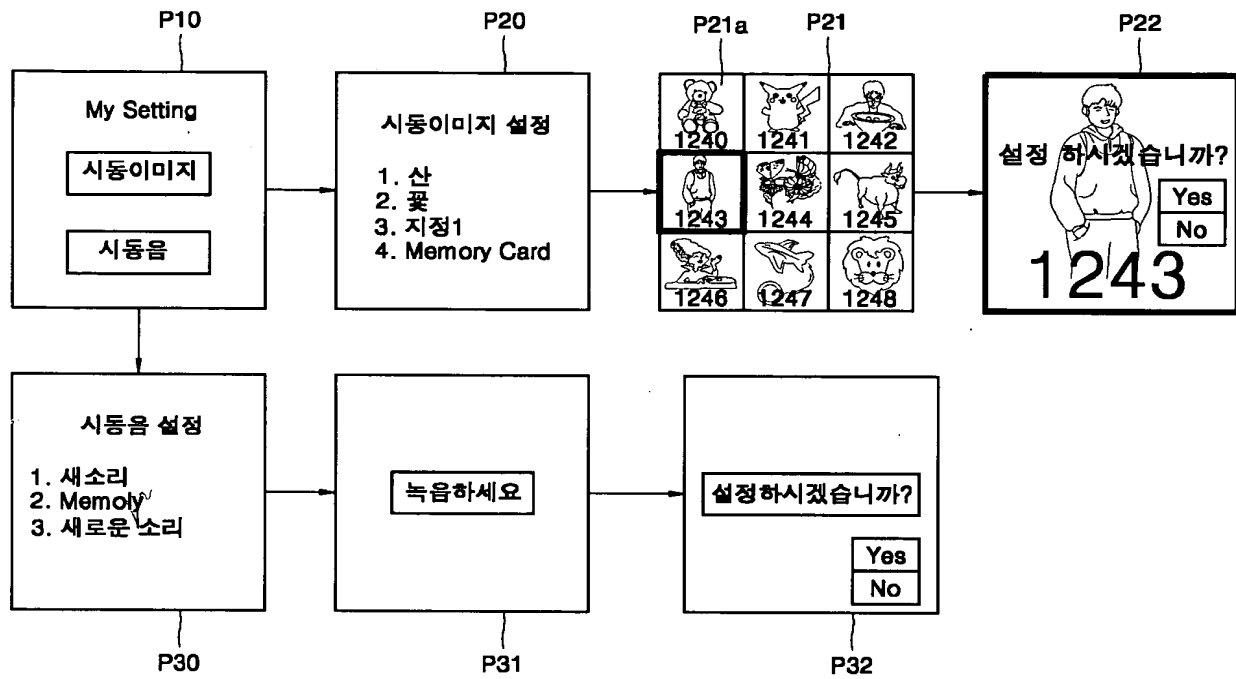 P10
P20
P21a
P21
P22
My Setting
시동이미지
시동음
시동이미지 설정
1. 산
2. 꽃
3. 지정1
4. Memory Card
1240
1241
1242
1243
1244
1245
1246
1247
1248
설정 하시겠습니까?
Yes
No
1243
시동음 설정
1. 새소리
2. Memoly
3. 새로운 소리
녹음하세요
설정하시겠습니까?
Yes
No
P30
P31
P32